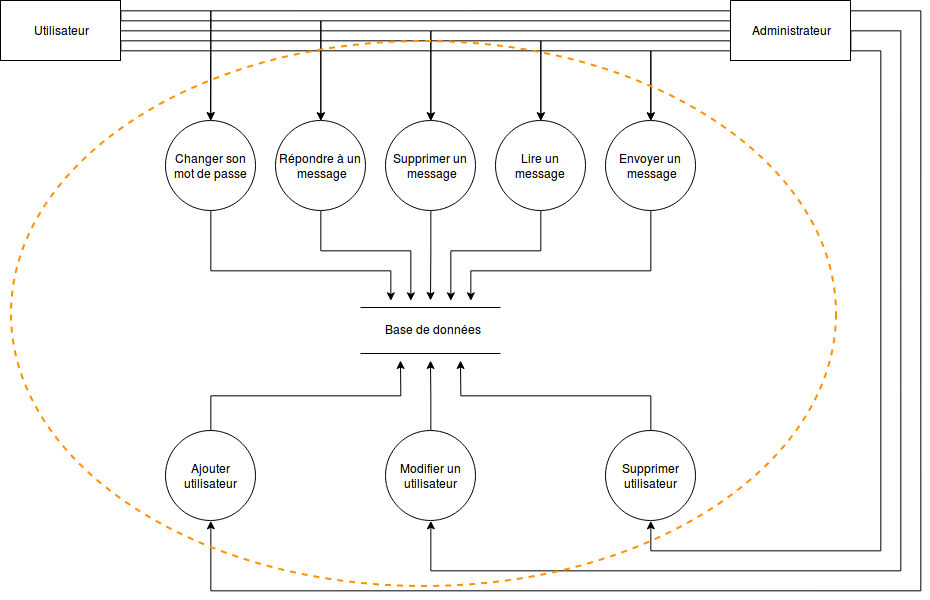 Utilisateur
Administrateur
Changer son
mot de passe
Répondre à un
message
Supprimer un
message
Lire un
message
Envoyer un
message
Base de données
Ajouter
utilisateur
Modifier un
utilisateur
Supprimer
utilisateur